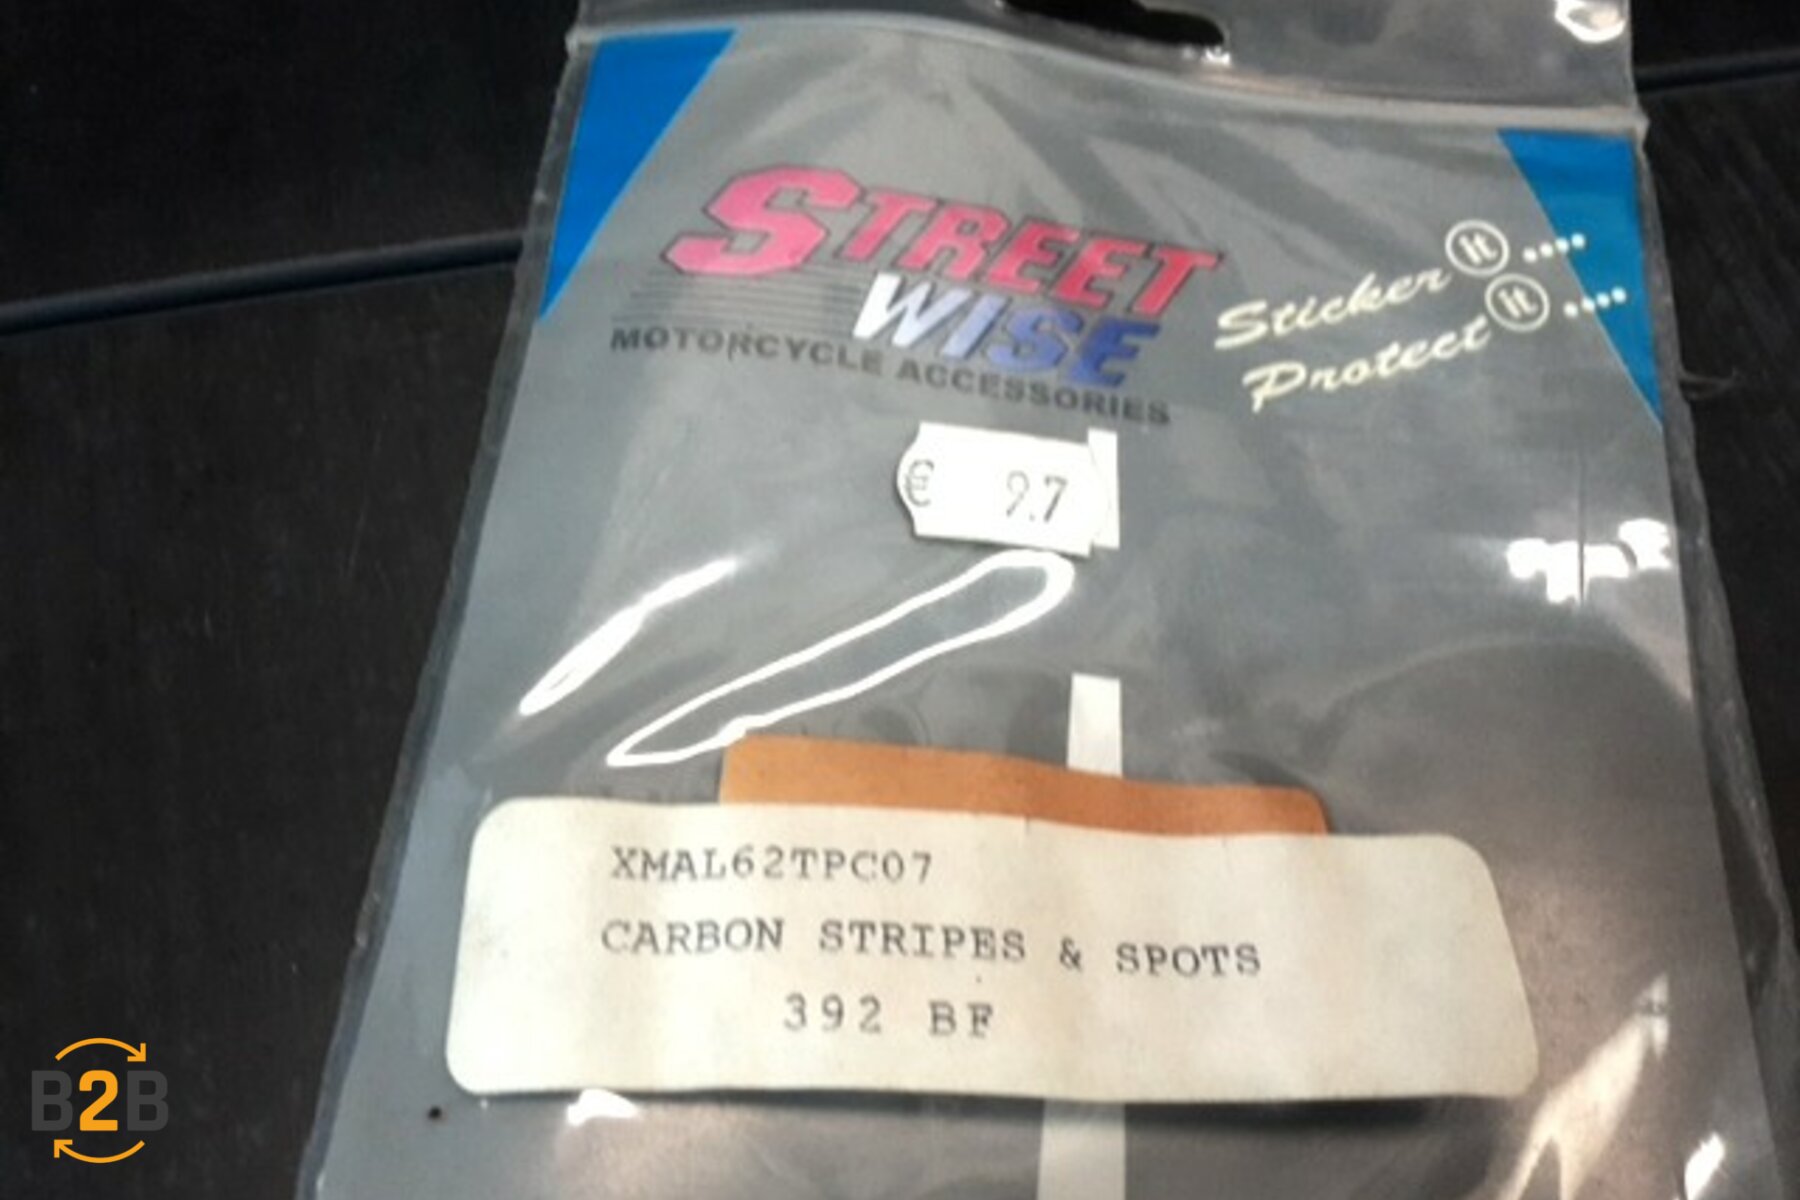 STREET
WISE
MOTORCYCLE ACCESSORIES
Sticker it ....
Protect it ....
€ 9.7
XMAL62TPC07
CARBON STRIPES & SPOTS
392 BF
B2B